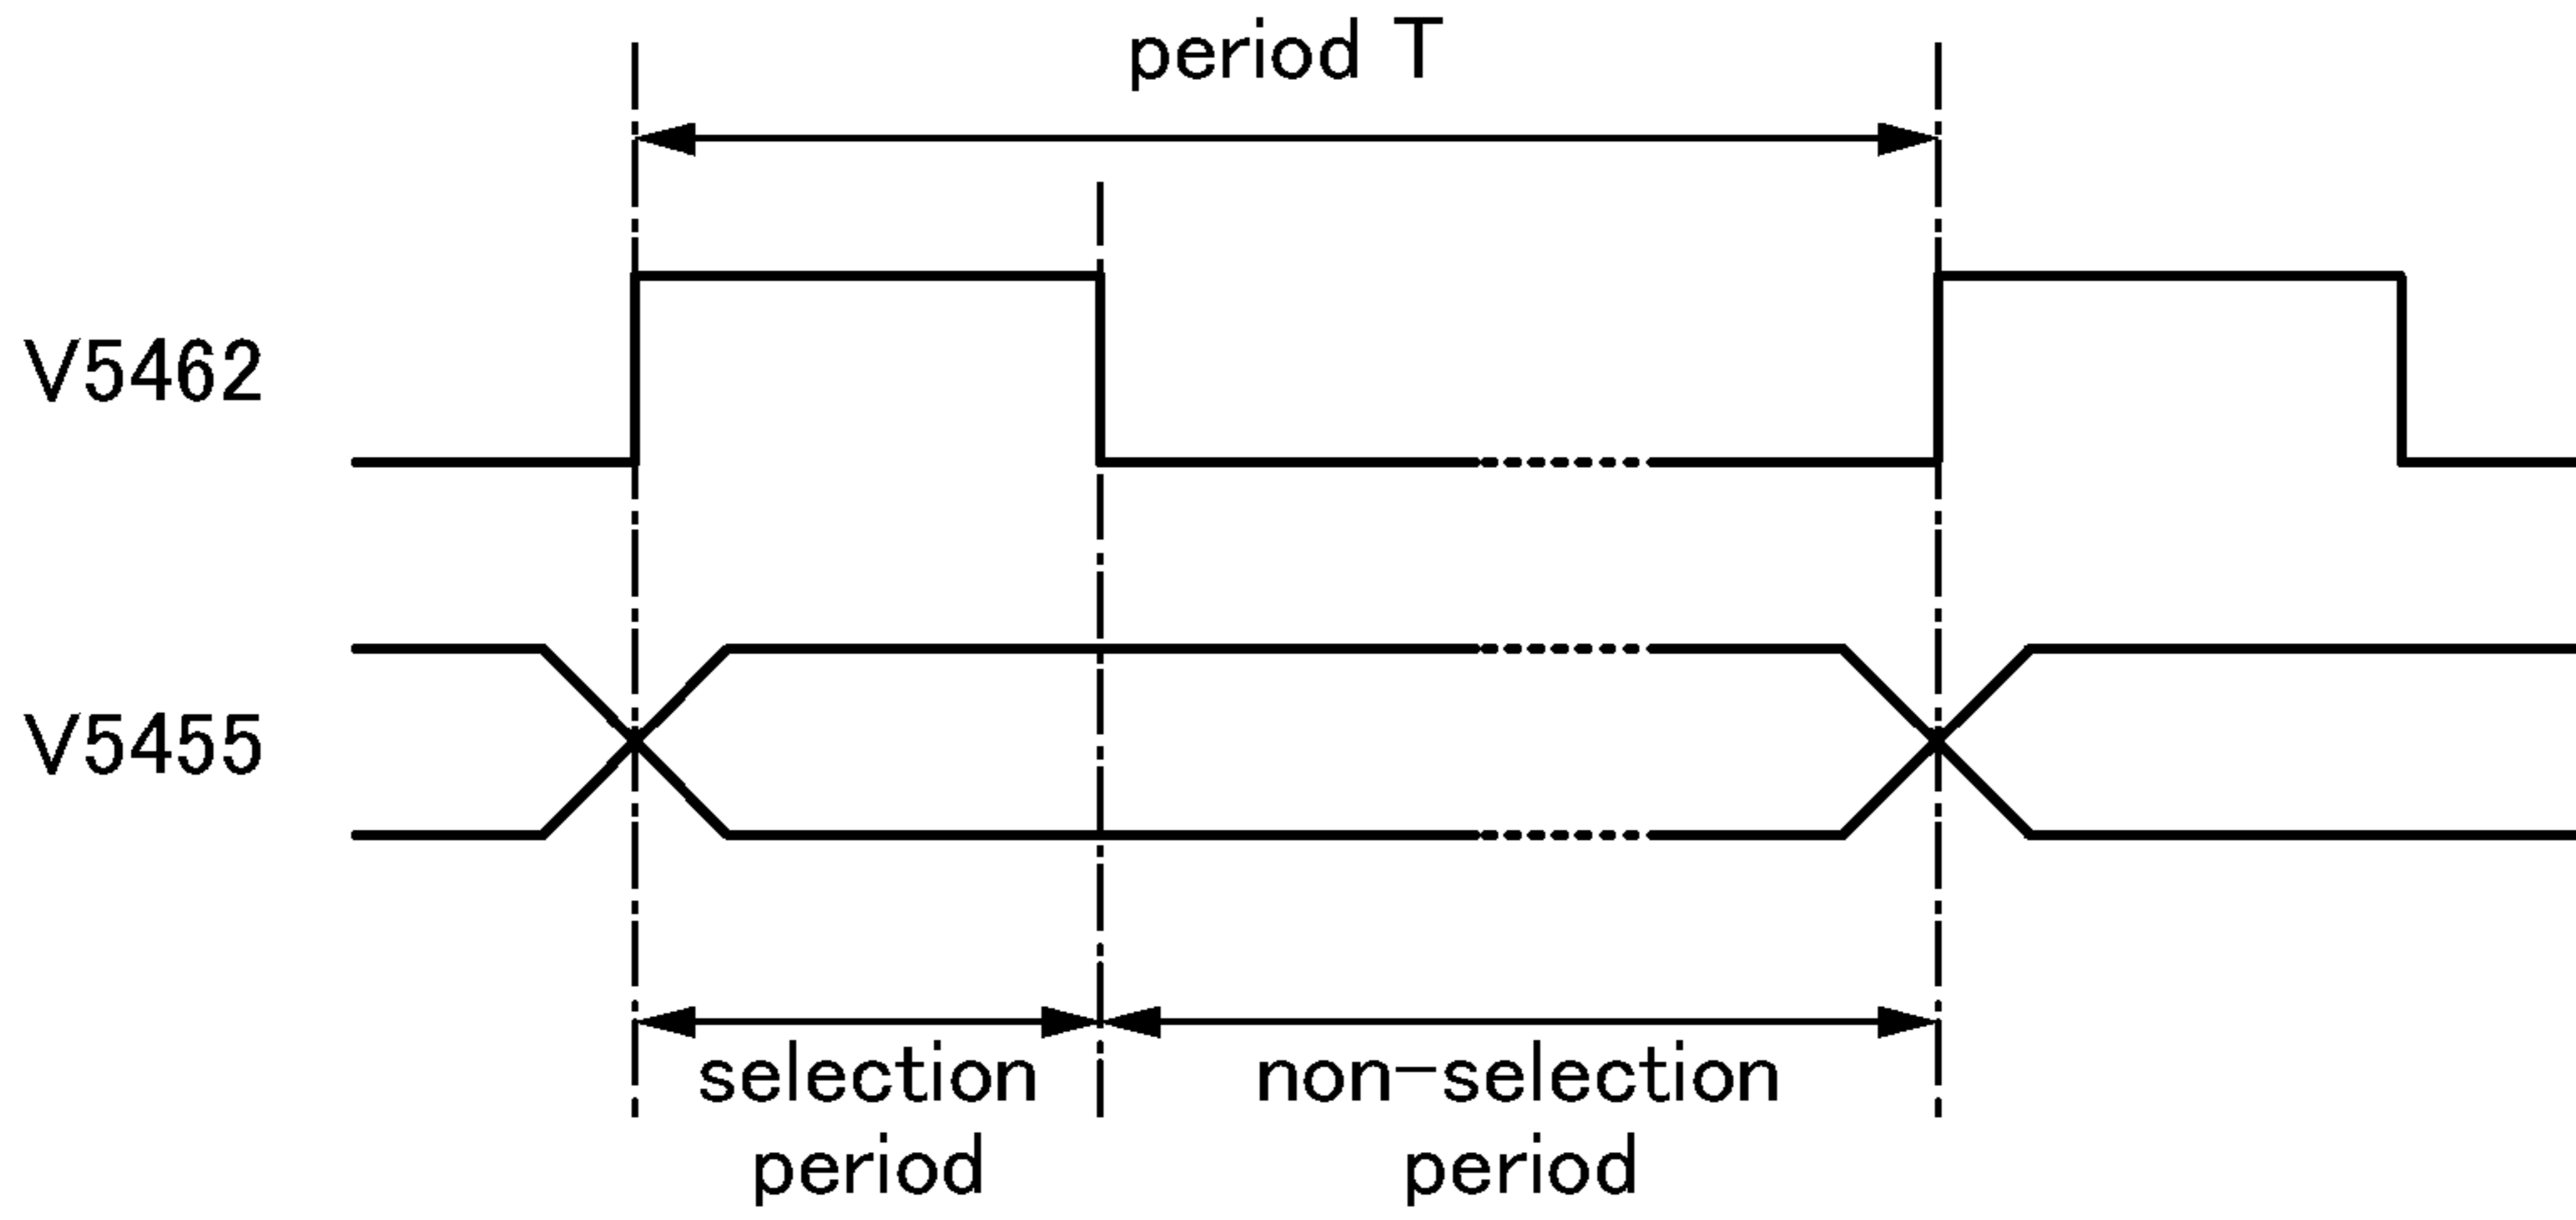 period T
V5462
V5455
selection
period
non-selection
period